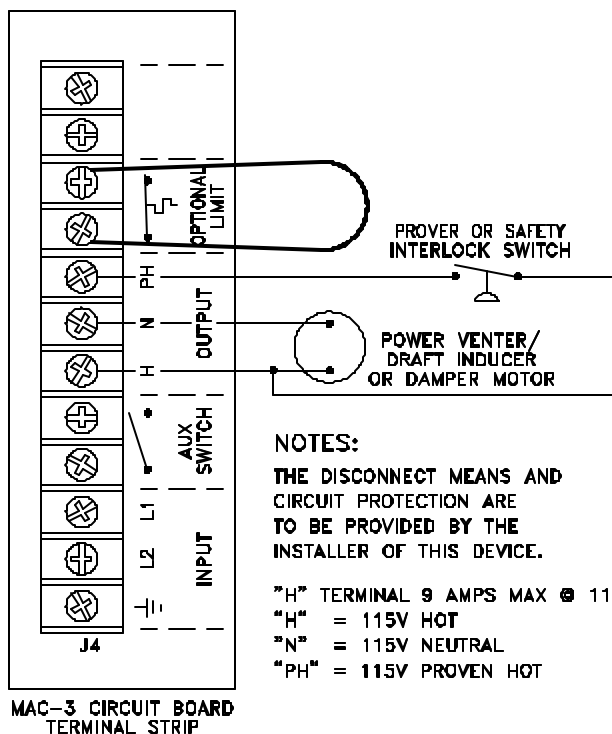 OPTIONAL
LIMIT
PH
N
H
OUTPUT
AUX
SWITCH
L1
L2
INPUT
J4
MAC-3 CIRCUIT BOARD
TERMINAL STRIP
PROVER OR SAFETY
INTERLOCK SWITCH
POWER VENTER/
DRAFT INDUCER
OR DAMPER MOTOR
NOTES:
THE DISCONNECT MEANS AND
CIRCUIT PROTECTION ARE
TO BE PROVIDED BY THE
INSTALLER OF THIS DEVICE.
"H" TERMINAL 9 AMPS MAX @ 11
"H" = 115V HOT
"N" = 115V NEUTRAL
"PH" = 115V PROVEN HOT